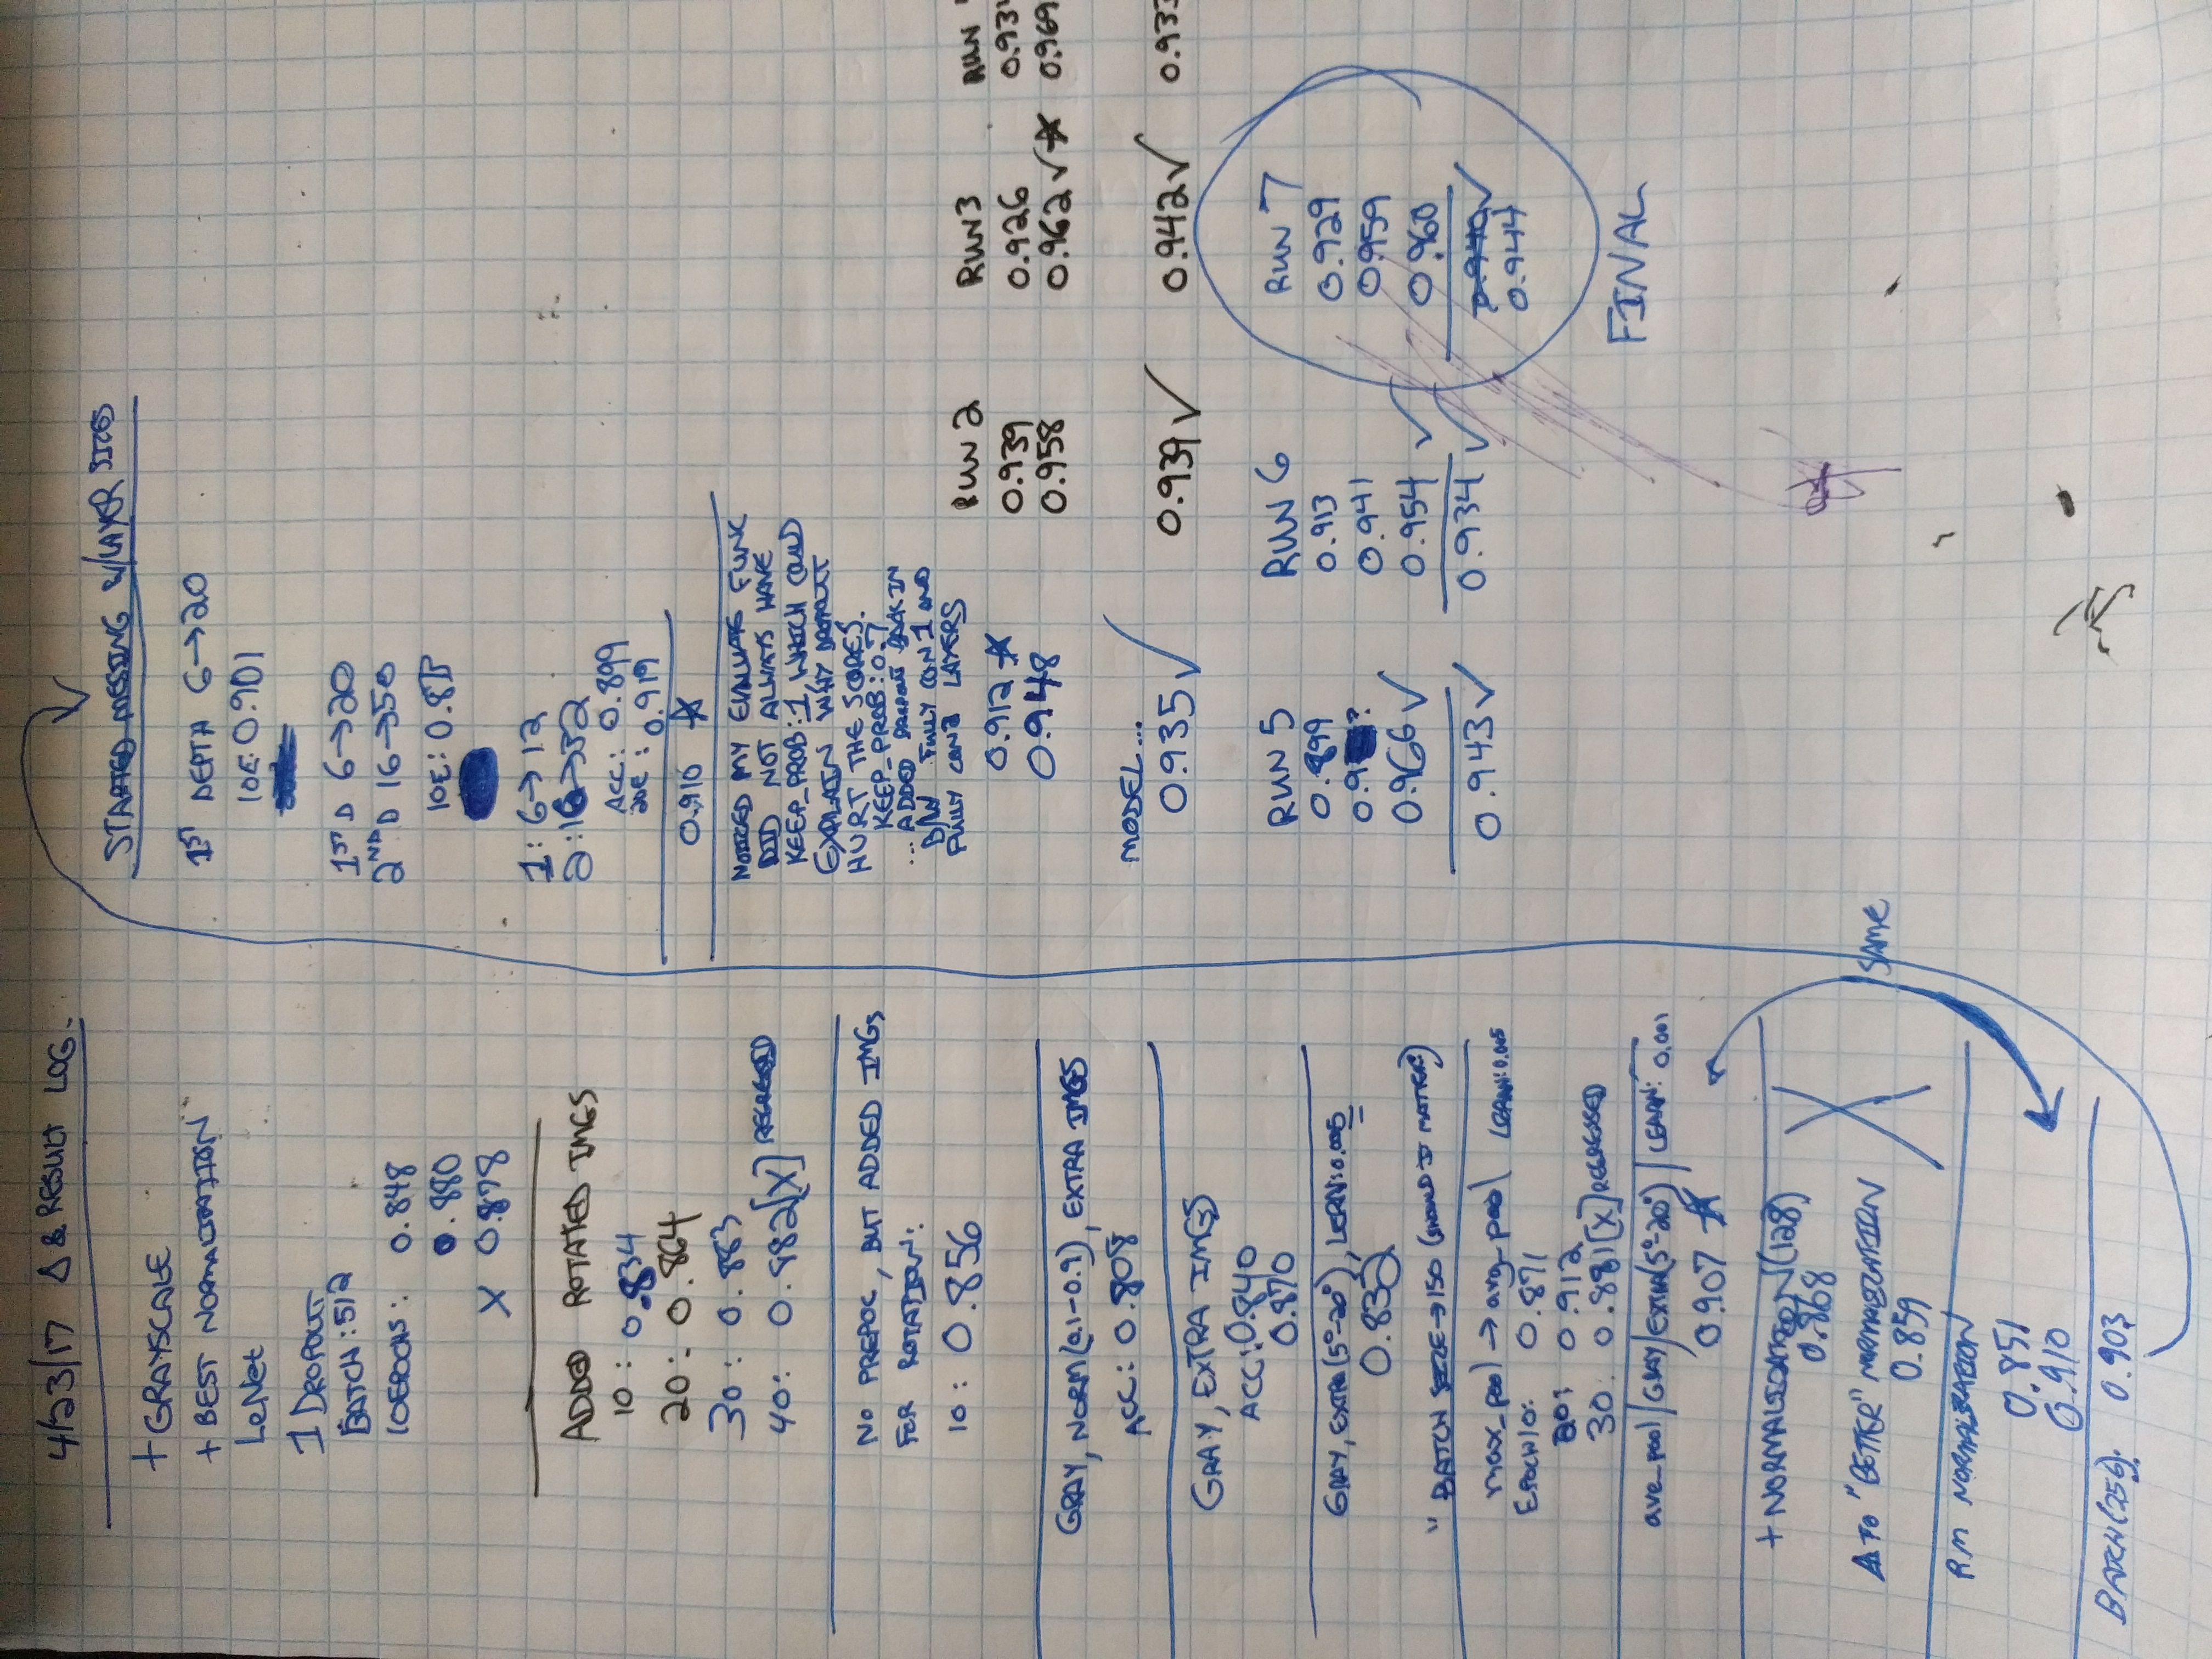 4/23/17 Δ & RESULT LOG.
+ GRAYSCALE
+ BEST NORMALIZATION
LeNet
1 DROPOUT
BATCH: 512
10 EPOCHS: 0.848
0.880
X 0.878
ADDED ROTATED IMGS
10: 0.834
20: 0.864
30: 0.883
40: 0.882 [X] REGRESSED
NO PREPOC, BUT ADDED IMGS
FOR ROTATION:
10: 0.856
GRAY, NORM (0.1-0.9), EXTRA IMGS
ACC: 0.808
GRAY, EXTRA IMGS
ACC: 0.840
0.870
GRAY, EXTRA (5°-20°), LERN: 0.005
0.832
" BATCH SIZE → 150 (SHOULD IT MATTER?)
max_pool → avg_pool LEARN: 0.005
EPOCH 10: 0.871
20: 0.912
30: 0.881 [X] REGRESSED
ave_pool | GRAY | EXTRA (5°-20°) | LEARN: 0.001
0.907 ☆
+ NORMALIZATION (128)
0.868
Δ TO "BETTER" NORMALIZATION
0.859
X
RM NORMALIZATION
0.851
0.910
SAME
BATCH (256): 0.903
STARTED MESSING W/LAYER SIZES
1ST DEPTH 6→20
10E: 0.901
1ST D 6→20
2ND D 16→50
10E:
1: 6→12
2: 16→32
ACC: 0.899
20E: 0.919
0.910 ☆
NOTICED MY EVALUATE FUNC
DID NOT ALWAYS HAVE
KEEP_PROB: 1, WHICH COULD
EXPLAIN WHY DROPOUT
HURT THE SCORES.
KEEP_PROB: 0.7
... ADDED DROPOUT BACK IN
B/W FULLY CON 1 AND
FULLY CON 2 LAYERS
0.912 ☆
0.948
RUN 2
0.939
0.958
RUN 3
0.926
0.962 ✓ ☆
RUN
0.93
0.969
MODEL...
0.935 ✓ 0.939 ✓ 0.942 ✓ 0.933
RUN 5
0.899
0.9 ?
0.966 ✓
0.943 ✓
RUN 6
0.913
0.941
0.954 ✓
0.934 ✓
RUN 7
0.929
0.959
0.960
0.940 ✓
0.944
FINAL